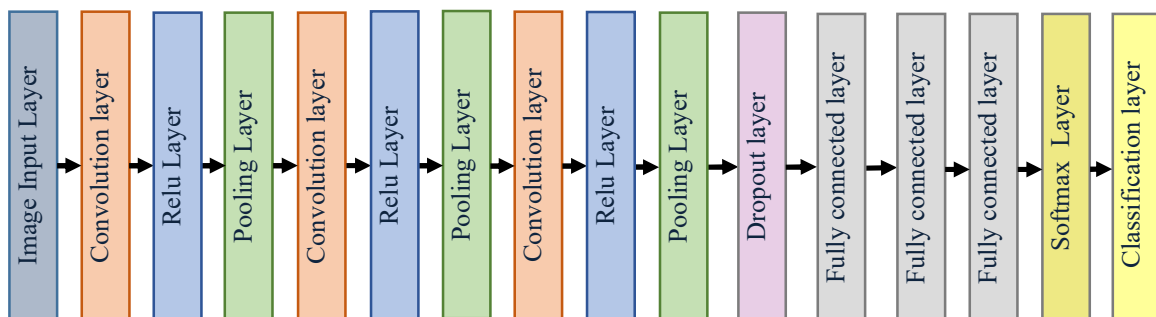 Image Input Layer
Convolution layer
Relu Layer
Pooling Layer
Convolution layer
Relu Layer
Pooling Layer
Convolution layer
Relu Layer
Pooling Layer
Dropout layer
Fully connected layer
Fully connected layer
Fully connected layer
Softmax Layer
Classification layer